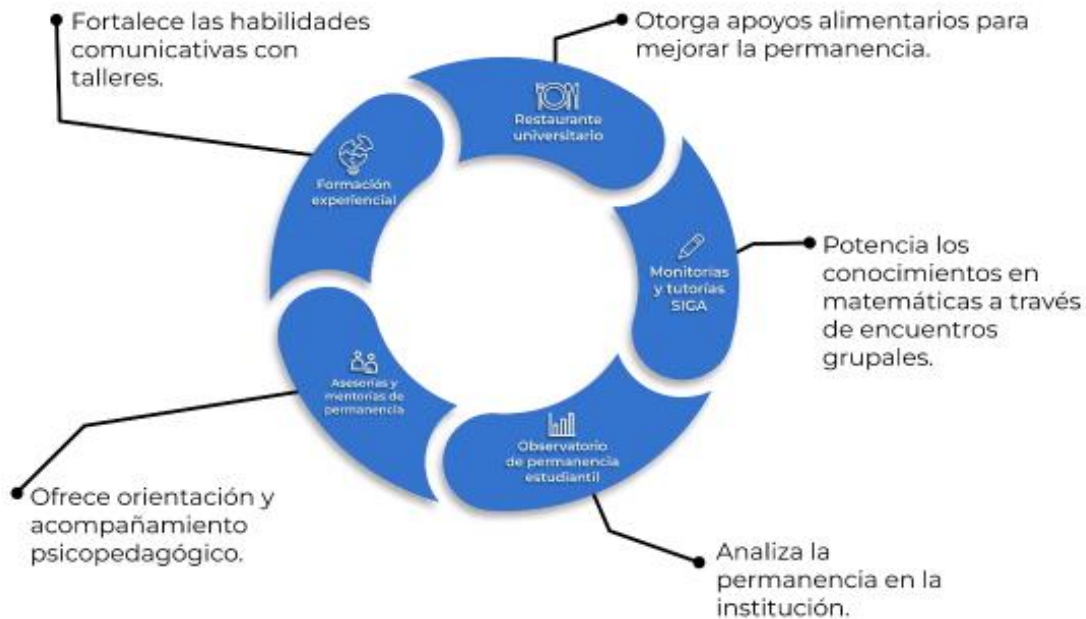 Fortalece las habilidades
comunicativas con
talleres.
Otorga apoyos alimentarios para
mejorar la permanencia.
Restaurante
universitario
Formación
experiencial
Monitorias
y tutorías
SIGA
Potencia los
conocimientos en
matemáticas a través
de encuentros
grupales.
Asesorías y
mentorías de
permanencia
Observatorio
de permanencia
estudiantil
Ofrece orientación y
acompañamiento
psicopedagógico.
Analiza la
permanencia en la
institución.